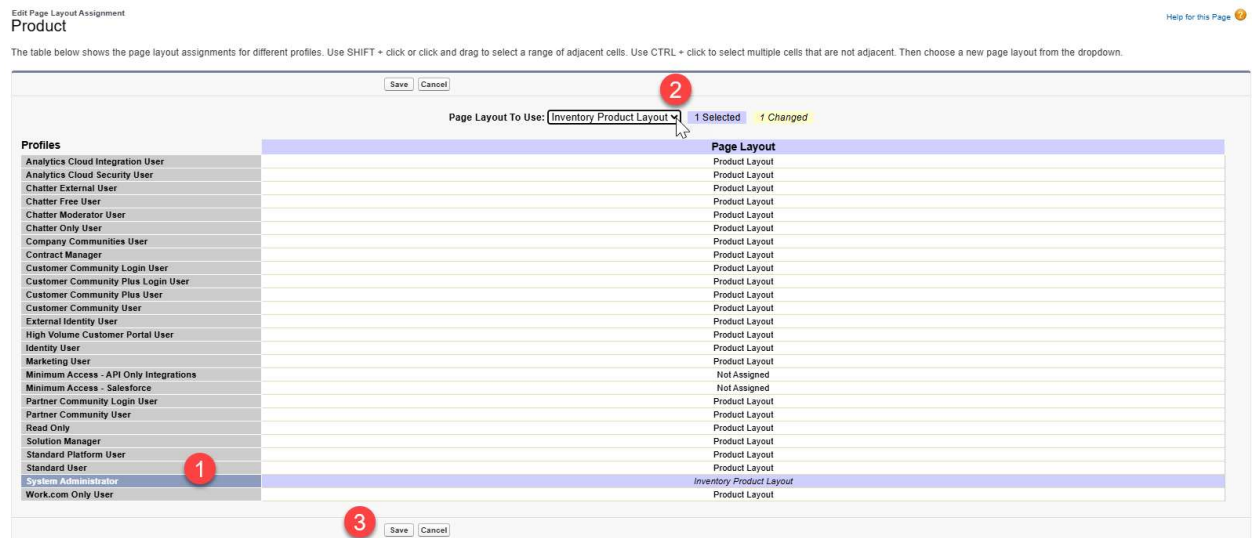 Edit Page Layout Assignment
Product
Help for this Page ?
The table below shows the page layout assignments for different profiles. Use SHIFT + click or click and drag to select a range of adjacent cells. Use CTRL + click to select multiple cells that are not adjacent. Then choose a new page layout from the dropdown.
Save Cancel
2
Page Layout To Use: Inventory Product Layout 1 Selected 1 Changed
Profiles Page Layout
Analytics Cloud Integration User Product Layout
Analytics Cloud Security User Product Layout
Chatter External User Product Layout
Chatter Free User Product Layout
Chatter Moderator User Product Layout
Chatter Only User Product Layout
Company Communities User Product Layout
Contract Manager Product Layout
Customer Community Login User Product Layout
Customer Community Plus Login User Product Layout
Customer Community Plus User Product Layout
Customer Community User Product Layout
External Identity User Product Layout
High Volume Customer Portal User Product Layout
Identity User Product Layout
Marketing User Product Layout
Minimum Access - API Only Integrations Not Assigned
Minimum Access - Salesforce Not Assigned
Partner Community Login User Product Layout
Partner Community User Product Layout
Read Only Product Layout
Solution Manager Product Layout
Standard Platform User Product Layout
Standard User Product Layout
1
System Administrator Inventory Product Layout
Work.com Only User Product Layout
3
Save Cancel